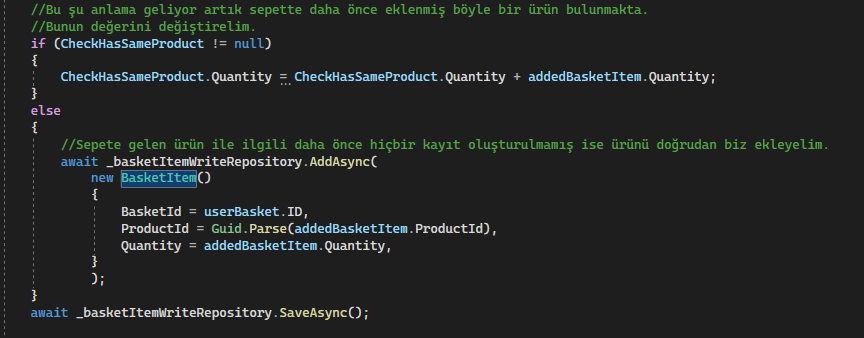 //Bu şu anlama geliyor artık sepette daha önce eklenmiş böyle bir ürün bulunmakta.
//Bunun değerini değiştirelim.
if (CheckHasSameProduct != null)
{
CheckHasSameProduct.Quantity = CheckHasSameProduct.Quantity + addedBasketItem.Quantity;
}
else
{
//Sepete gelen ürün ile ilgili daha önce hiçbir kayıt oluşturulmamış ise ürünü doğrudan biz ekleyelim.
await _basketItemWriteRepository.AddAsync(
new BasketItem()
{
BasketId = userBasket.ID,
ProductId = Guid.Parse(addedBasketItem.ProductId),
Quantity = addedBasketItem.Quantity,
}
);
}
await _basketItemWriteRepository.SaveAsync();